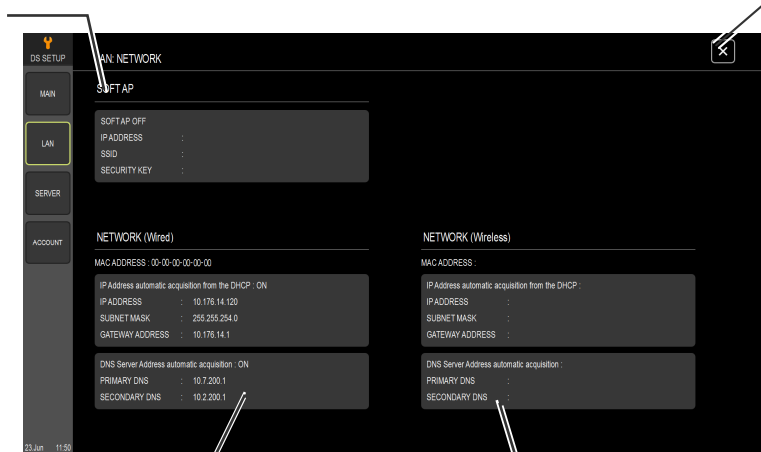 DS SETUP
LAN: NETWORK
MAIN
LAN
SERVER
ACCOUNT
SOFT AP
SOFT AP OFF
IP ADDRESS :
SSID :
SECURITY KEY :
NETWORK (Wired)
MAC ADDRESS : 00-00-00-00-00-00
IP Address automatic acquisition from the DHCP : ON
IP ADDRESS : 10.176.14.120
SUBNET MASK : 255.255.254.0
GATEWAY ADDRESS : 10.176.14.1
DNS Server Address automatic acquisition : ON
PRIMARY DNS : 10.7.200.1
SECONDARY DNS : 10.2.200.1
NETWORK (Wireless)
MAC ADDRESS :
IP Address automatic acquisition from the DHCP :
IP ADDRESS :
SUBNET MASK :
GATEWAY ADDRESS :
DNS Server Address automatic acquisition :
PRIMARY DNS :
SECONDARY DNS :
23.Jun 11:50